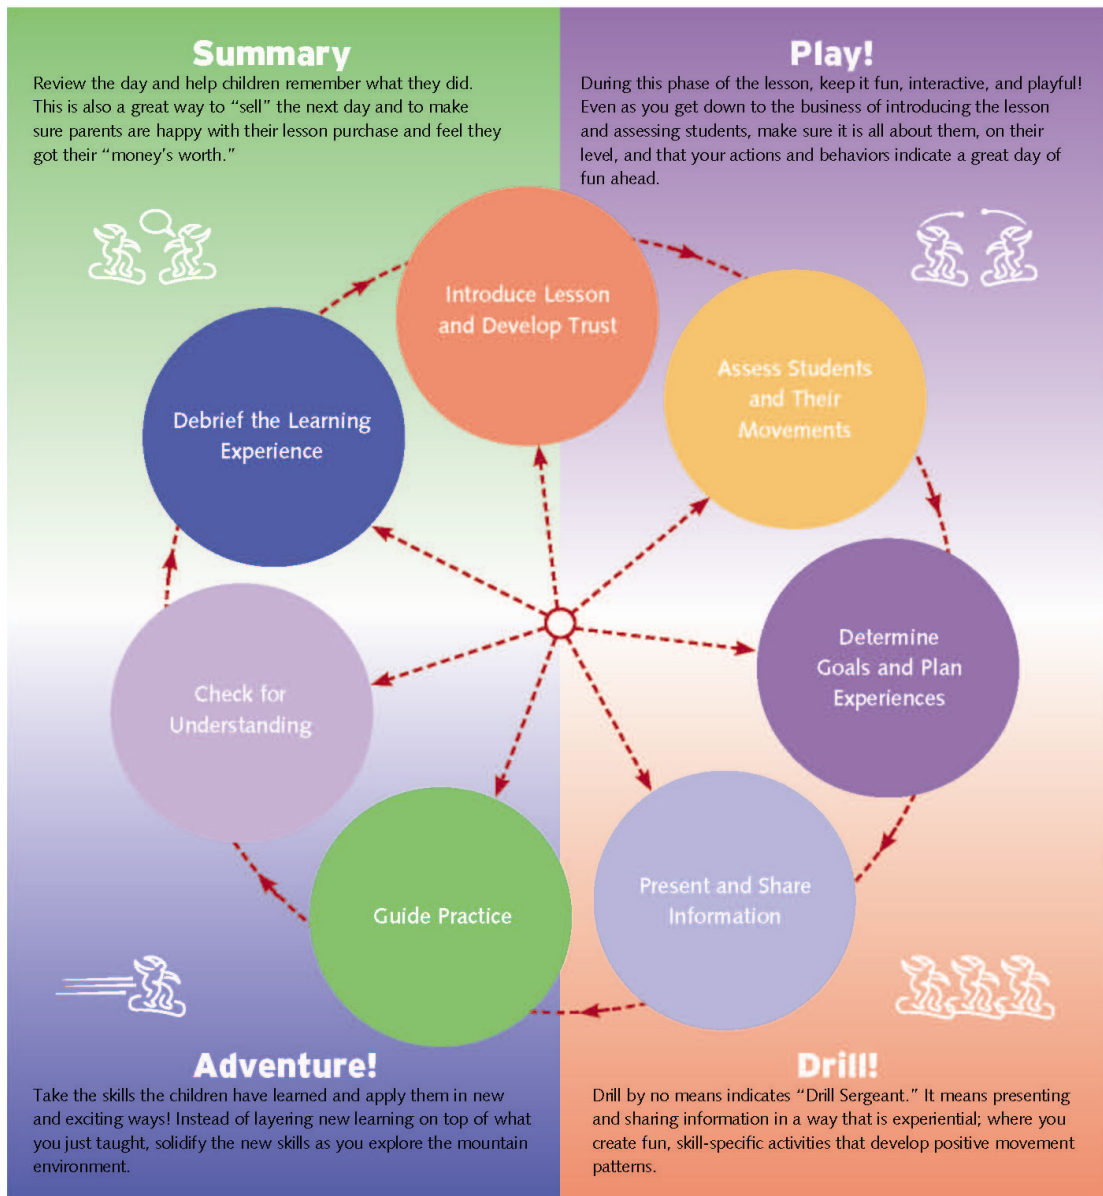 Summary
Review the day and help children remember what they did.
This is also a great way to “sell” the next day and to make
sure parents are happy with their lesson purchase and feel they
got their “money’s worth.”
Play!
During this phase of the lesson, keep it fun, interactive, and playful!
Even as you get down to the business of introducing the lesson
and assessing students, make sure it is all about them, on their
level, and that your actions and behaviors indicate a great day of
fun ahead.
Introduce Lesson
and Develop Trust
Assess Students
and Their
Movements
Determine
Goals and Plan
Experiences
Present and Share
Information
Guide Practice
Check for
Understanding
Debrief the Learning
Experience
Adventure!
Take the skills the children have learned and apply them in new
and exciting ways! Instead of layering new learning on top of what
you just taught, solidify the new skills as you explore the mountain
environment.
Drill!
Drill by no means indicates “Drill Sergeant.” It means presenting
and sharing information in a way that is experiential; where you
create fun, skill-specific activities that develop positive movement
patterns.